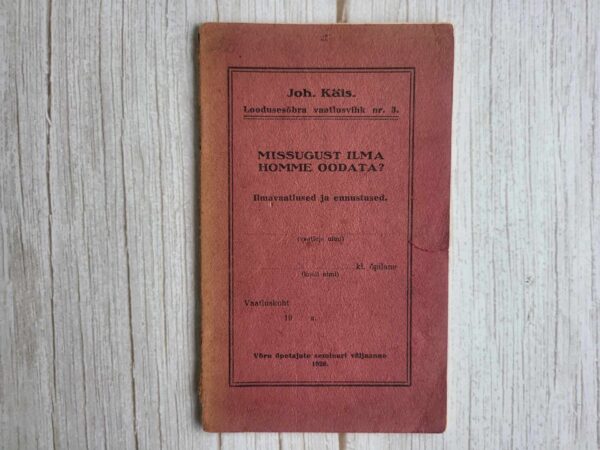 Joh. Käis.
Loodusesõbra vaatlusvihk nr. 3.
MISSUGUST ILMA
HOMME OODATA?
Ilmavaatlused ja ennustused.
(vaatleja nimi)
kl. õpilane
(kooli nimi)
Vaatluskoht
19 a.
Võru õpetajate seminari väljaanne
1926.